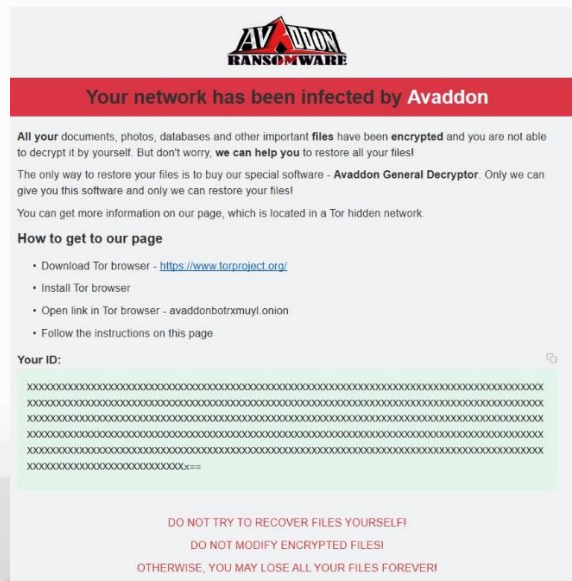 AVADDON
RANSOMWARE
Your network has been infected by Avaddon
All your documents, photos, databases and other important files have been encrypted and you are not able
to decrypt it by yourself. But don't worry, we can help you to restore all your files!
The only way to restore your files is to buy our special software - Avaddon General Decryptor. Only we can
give you this software and only we can restore your files!
You can get more information on our page, which is located in a Tor hidden network.
How to get to our page
• Download Tor browser - https://www.torproject.org/
• Install Tor browser
• Open link in Tor browser - avaddonbotrxmuyl.onion
• Follow the instructions on this page
Your ID:
XXXXXXXXXXXXXXXXXXXXXXXXXXXXXXXXXXXXXXXXXXXXXXXXXXXXXXXXXXXXXXXXXXXXXXXXXXXXXXX
XXXXXXXXXXXXXXXXXXXXXXXXXXXXXXXXXXXXXXXXXXXXXXXXXXXXXXXXXXXXXXXXXXXXXXXXXXXXXXX
XXXXXXXXXXXXXXXXXXXXXXXXXXXXXXXXXXXXXXXXXXXXXXXXXXXXXXXXXXXXXXXXXXXXXXXXXXXXXXX
XXXXXXXXXXXXXXXXXXXXXXXXXXXXXXXXXXXXXXXXXXXXXXXXXXXXXXXXXXXXXXXXXXXXXXXXXXXXXXX
XXXXXXXXXXXXXXXXXXXXXXXXXXXXXXXXXXXXXXXXXXXXXXXXXXXXXXXXXXXXXXXXXXXXXXXXXXXXXXX
XXXXXXXXXXXXXXXXXXXXXXXXXXx==
DO NOT TRY TO RECOVER FILES YOURSELF!
DO NOT MODIFY ENCRYPTED FILES!
OTHERWISE, YOU MAY LOSE ALL YOUR FILES FOREVER!